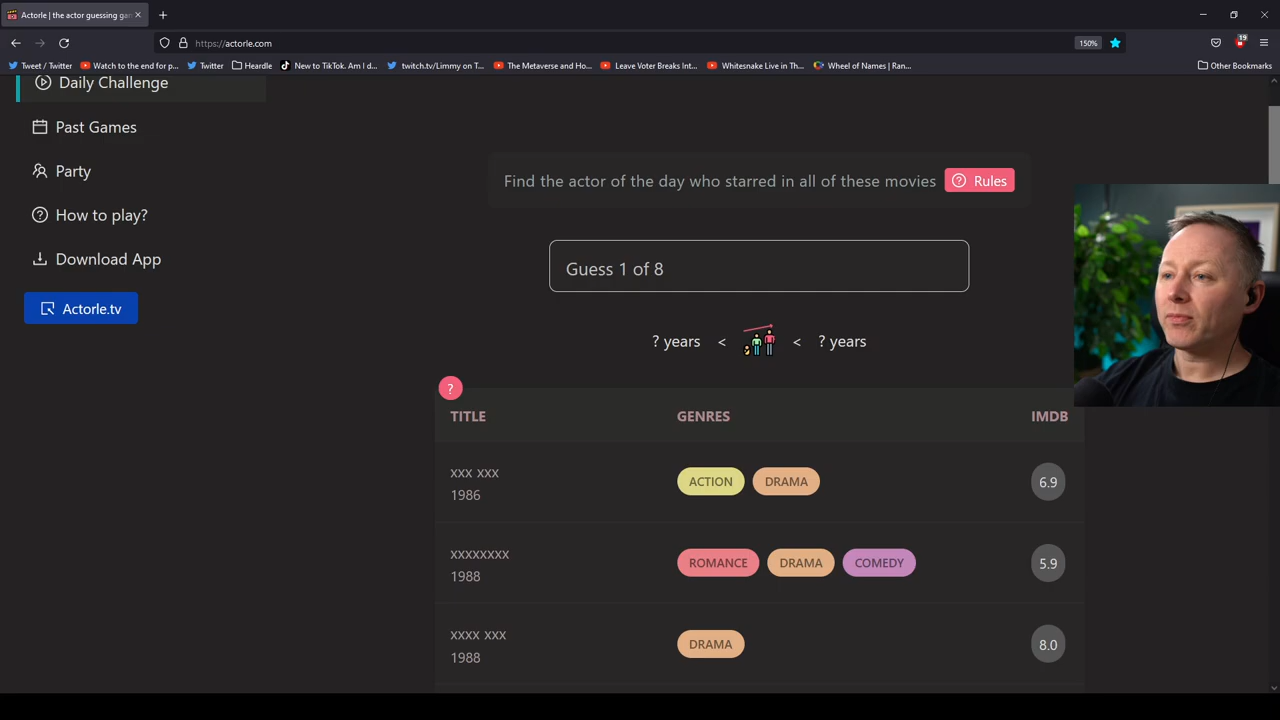 Actorle | the actor guessing gam
https://actorle.com
150%
19
Tweet / Twitter
Watch to the end for p...
Twitter
Heardle
New to TikTok. Am I d...
twitch.tv/Limmy on T...
The Metaverse and Ho...
Leave Voter Breaks Int...
Whitesnake Live in Th...
Wheel of Names | Ran...
Other Bookmarks
Daily Challenge
Past Games
Party
How to play?
Download App
Actorle.tv
Find the actor of the day who starred in all of these movies
Rules
Guess 1 of 8
? years < < ? years
?
TITLE GENRES IMDB
xxx xxx
1986
ACTION DRAMA 6.9
xxxxxxxx
1988
ROMANCE DRAMA COMEDY 5.9
xxxx xxx
1988
DRAMA 8.0